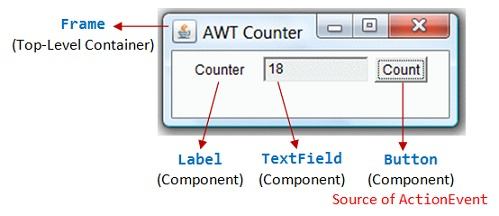 Frame
(Top-Level Container)
AWT Counter
Counter 18 Count
Label TextField Button
(Component) (Component) (Component)
Source of ActionEvent